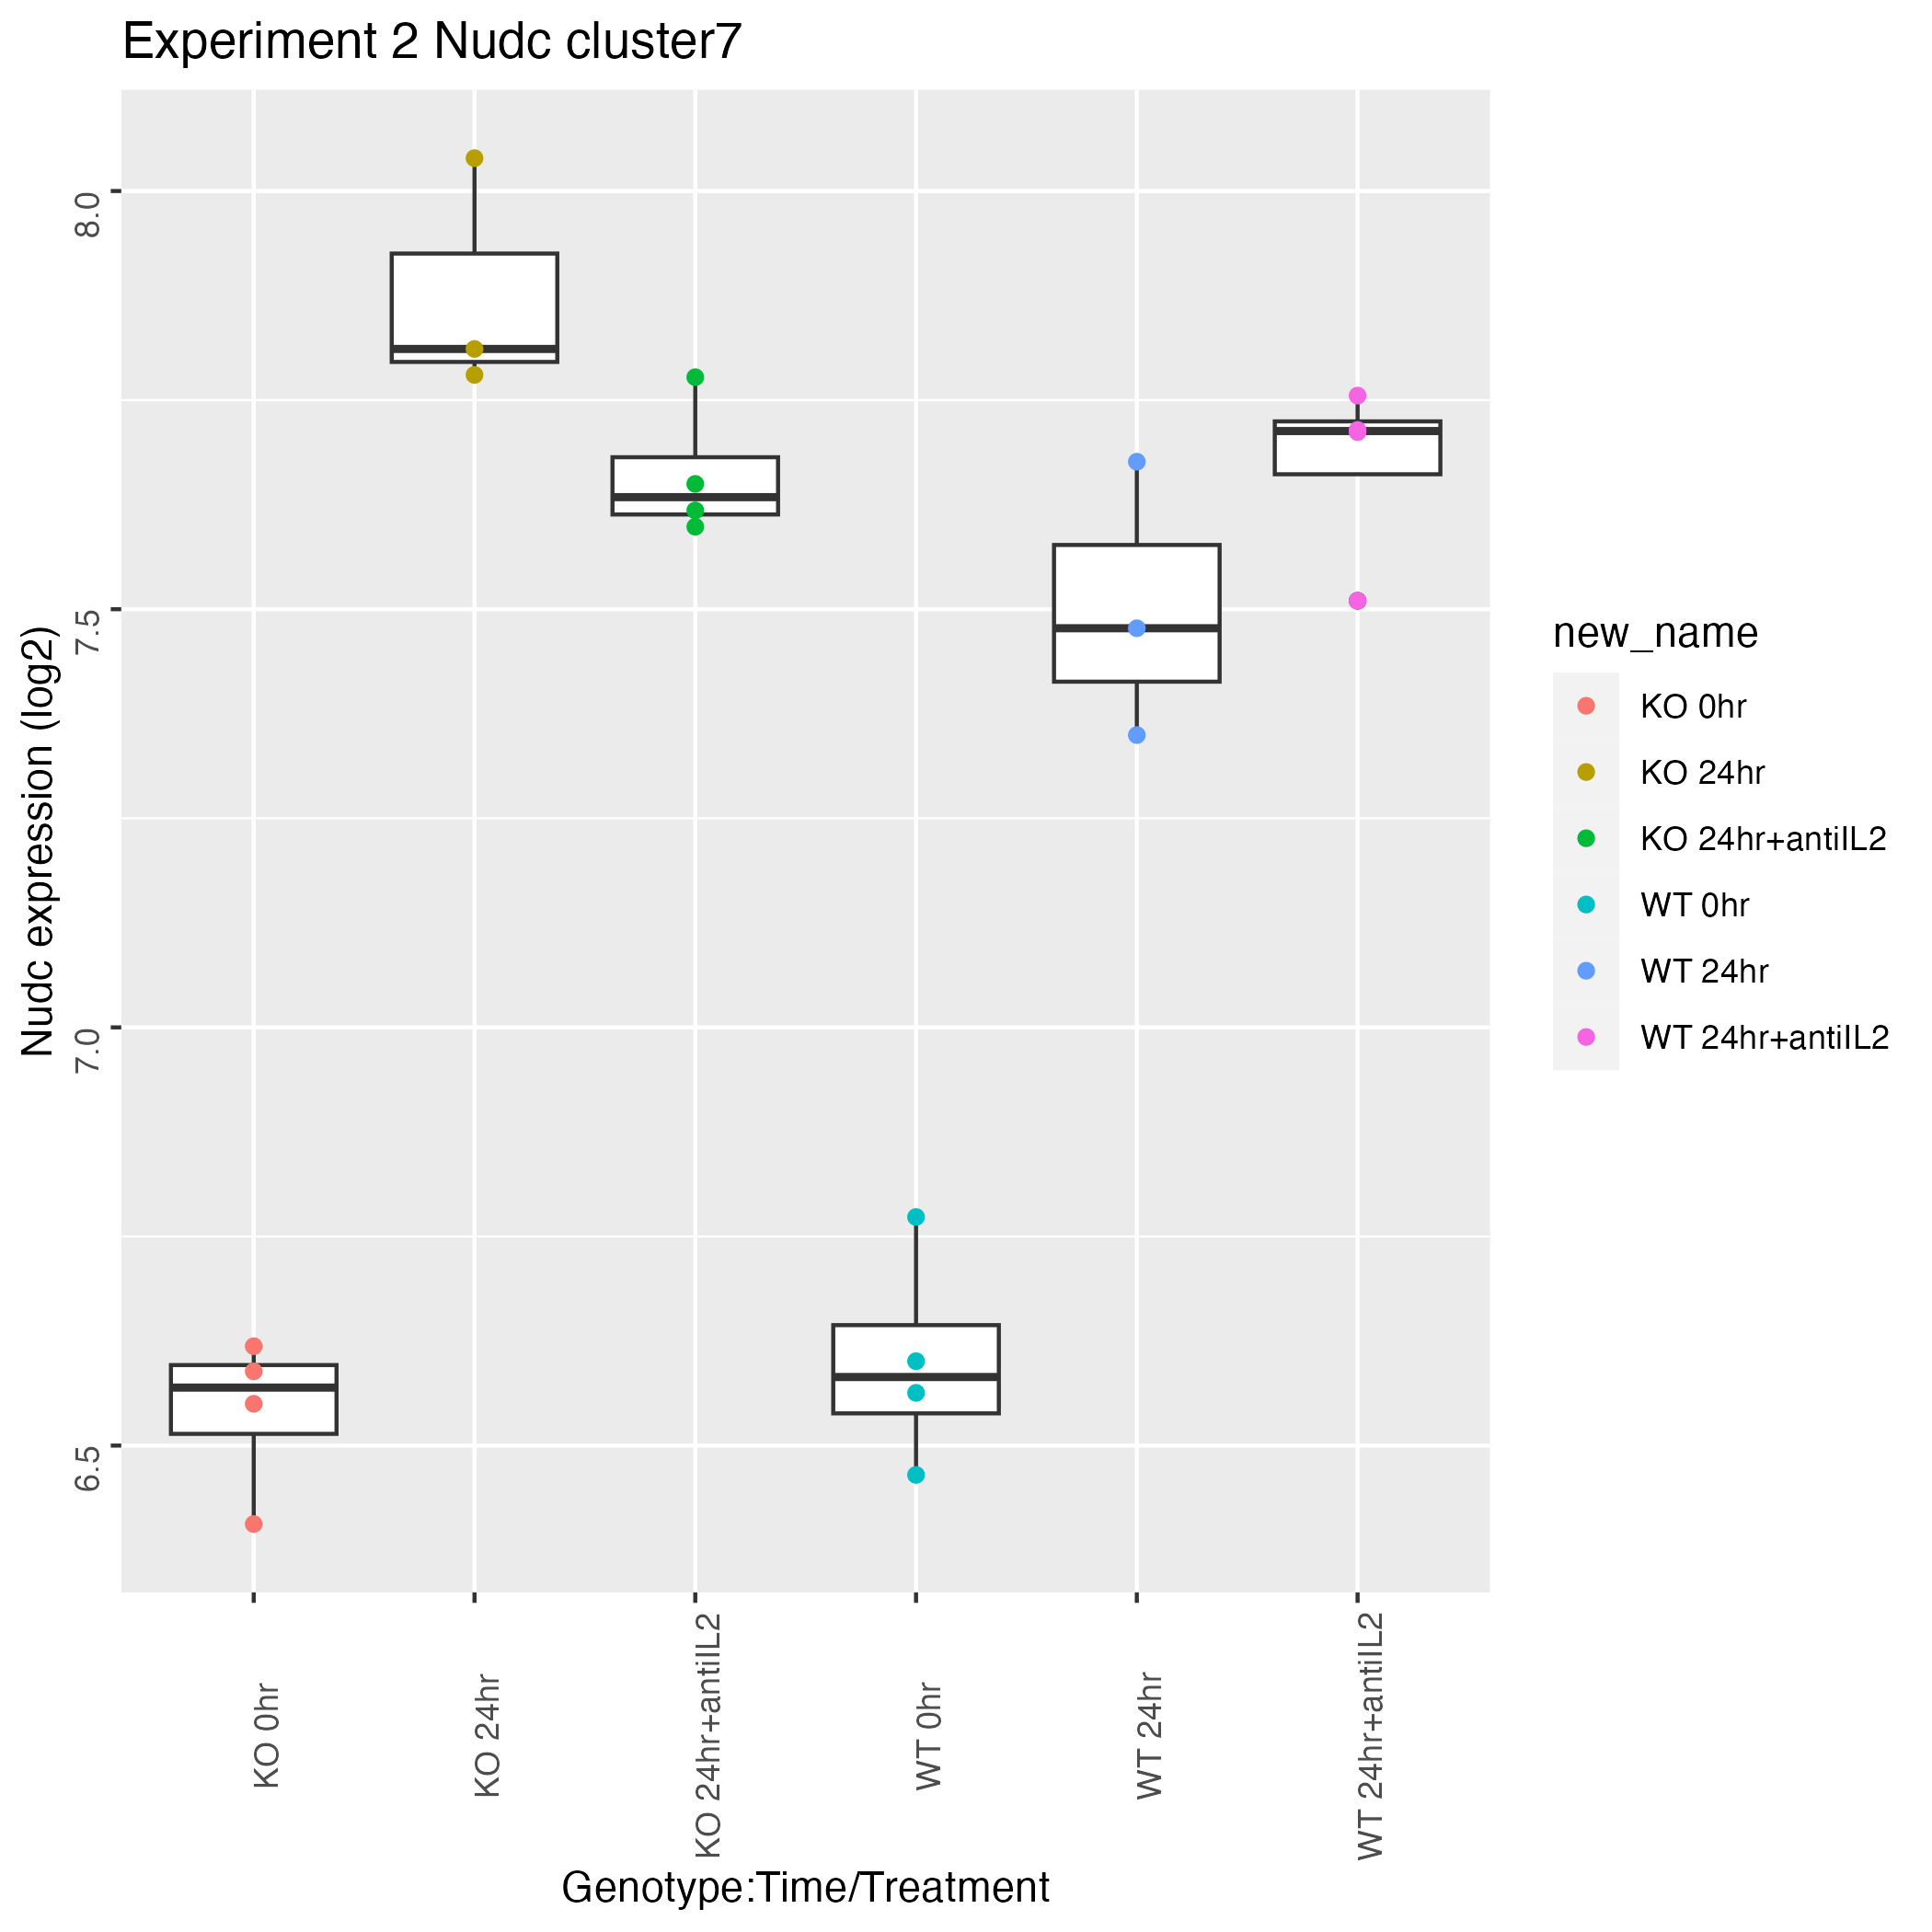 Experiment 2 Nudc cluster7
Nudc expression (log2)
8.0
7.5
7.0
6.5
KO 0hr
KO 24hr
KO 24hr+antiIL2
WT 0hr
WT 24hr
WT 24hr+antiIL2
Genotype:Time/Treatment
new_name
KO 0hr
KO 24hr
KO 24hr+antiIL2
WT 0hr
WT 24hr
WT 24hr+antiIL2